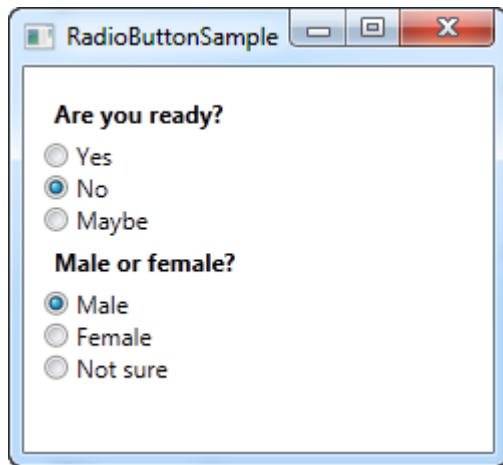 RadioButtonSample
Are you ready?
Yes
No
Maybe
Male or female?
Male
Female
Not sure